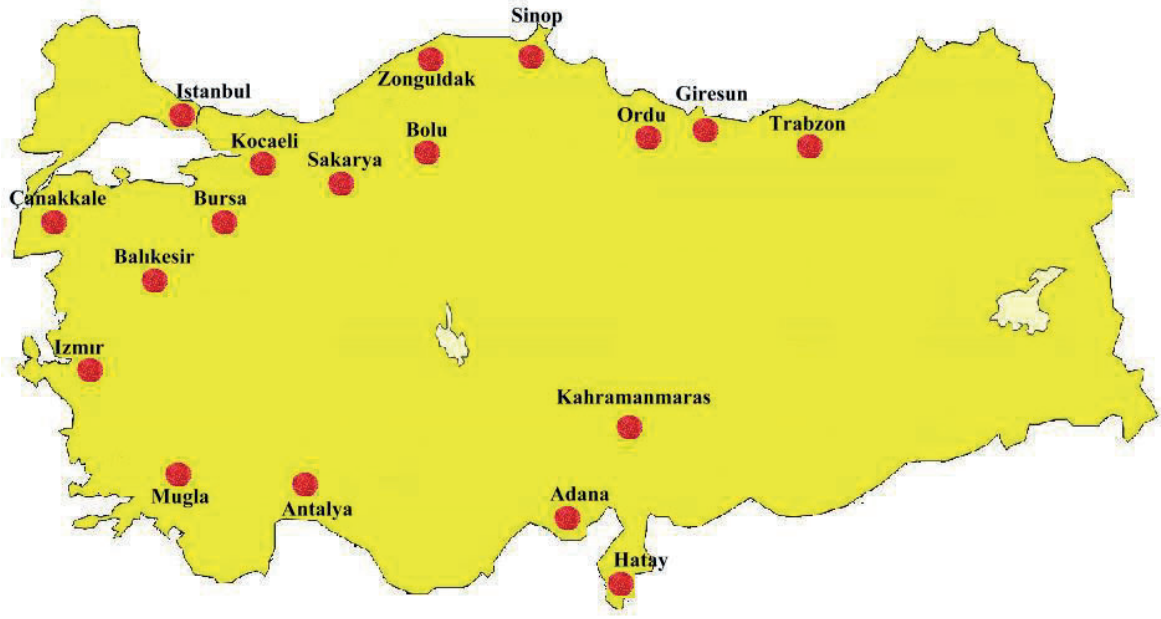 Sinop
Zonguldak
Istanbul
Giresun
Ordu
Trabzon
Bolu
Kocaeli
Sakarya
Çanakkale
Bursa
Balıkesir
Izmır
Kahramanmaras
Mugla
Antalya
Adana
Hatay